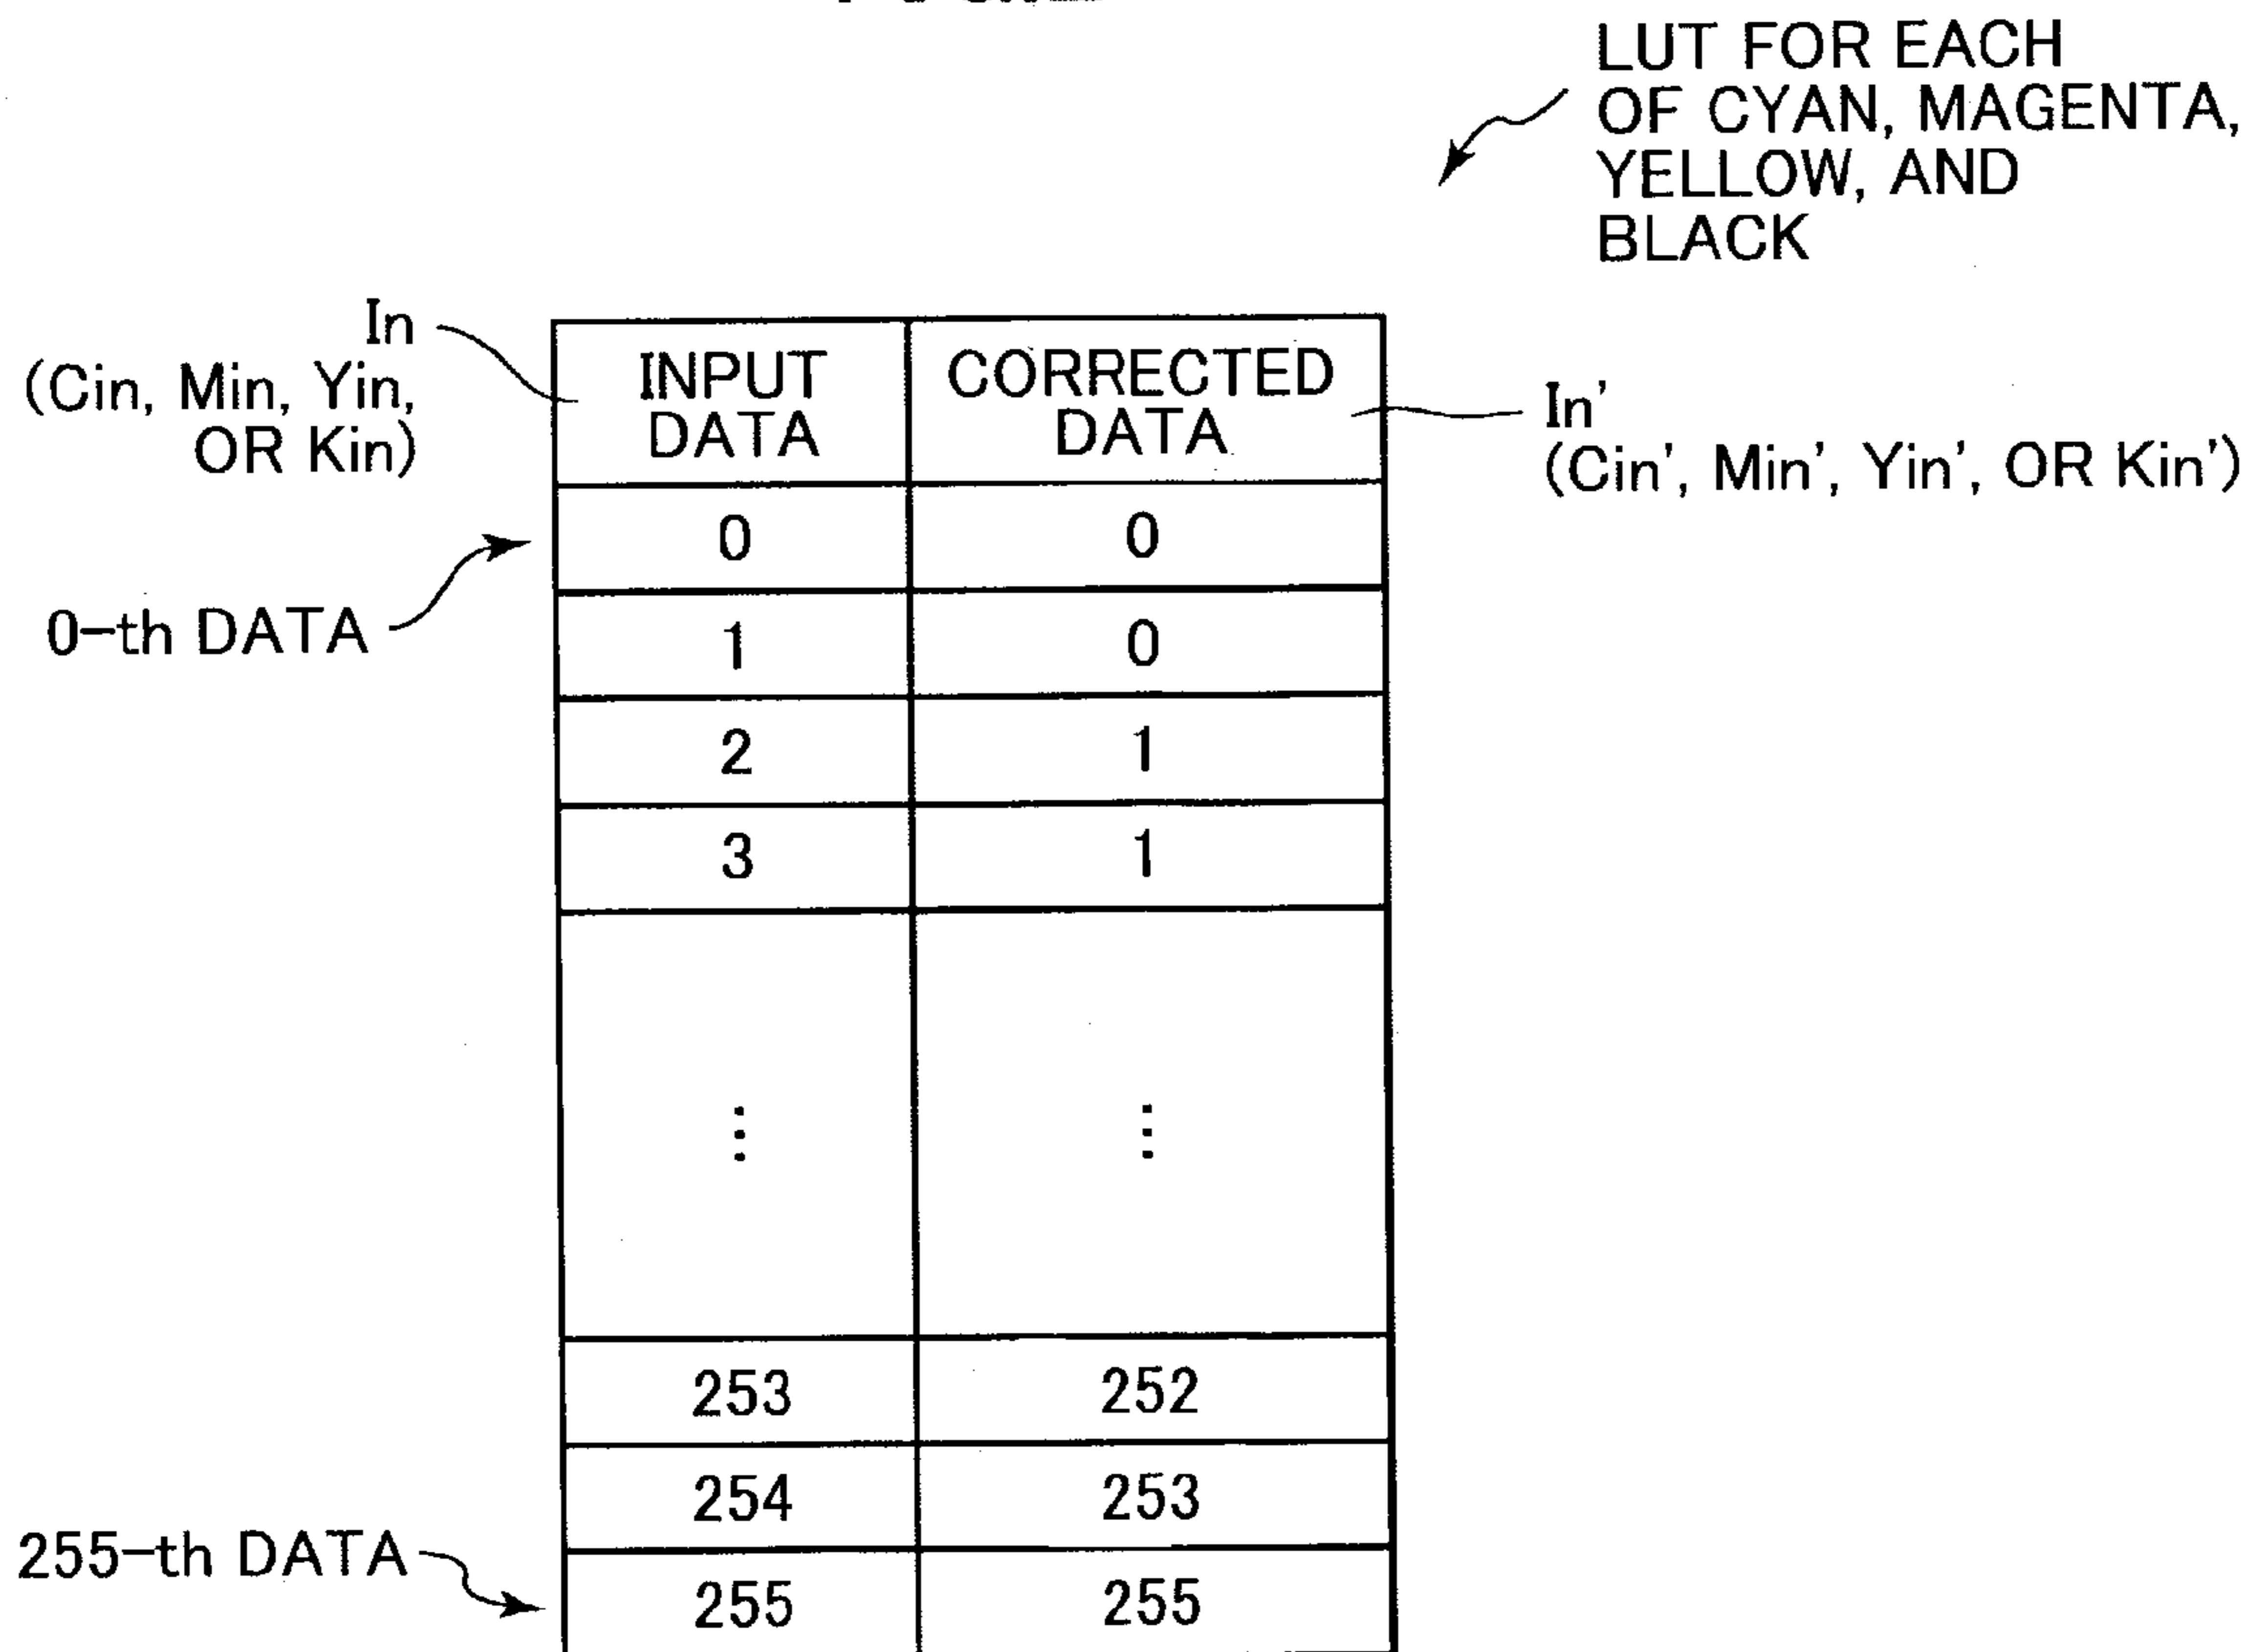 LUT FOR EACH
OF CYAN, MAGENTA,
YELLOW, AND
BLACK
In
(Cin, Min, Yin,
OR Kin)
INPUT
DATA
CORRECTED
DATA
In'
(Cin', Min', Yin', OR Kin')
0-th DATA
0 0
1 0
2 1
3 1
⋮ ⋮
253 252
254 253
255-th DATA
255 255